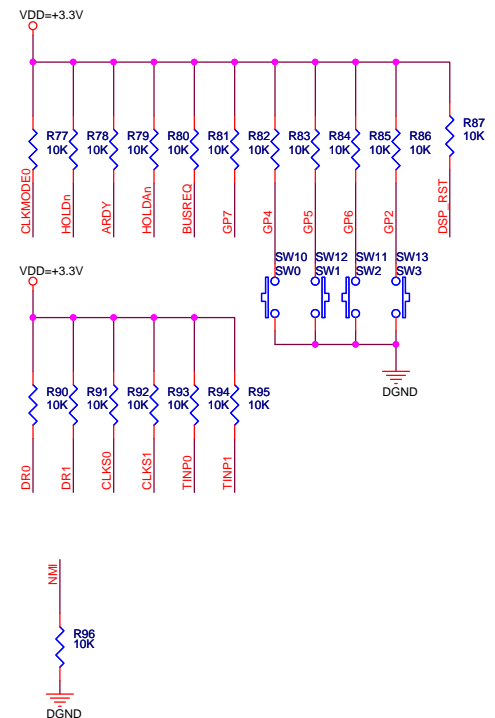 VDD=+3.3V
R77 R78 R79 R80 R81 R82 R83 R84 R85 R86 R87
10K 10K 10K 10K 10K 10K 10K 10K 10K 10K 10K
CLKMODE0
HOLDn
ARDY
HOLDAn
BUSREQ
GP7
GP4
GP5
GP6
GP2
DSP_RST
SW10 SW12 SW11 SW13
SW0 SW1 SW2 SW3
DGND
VDD=+3.3V
R90 R91 R92 R93 R94 R95
10K 10K 10K 10K 10K 10K
DR0
DR1
CLKS0
CLKS1
TINP0
TINP1
NMI
R96
10K
DGND